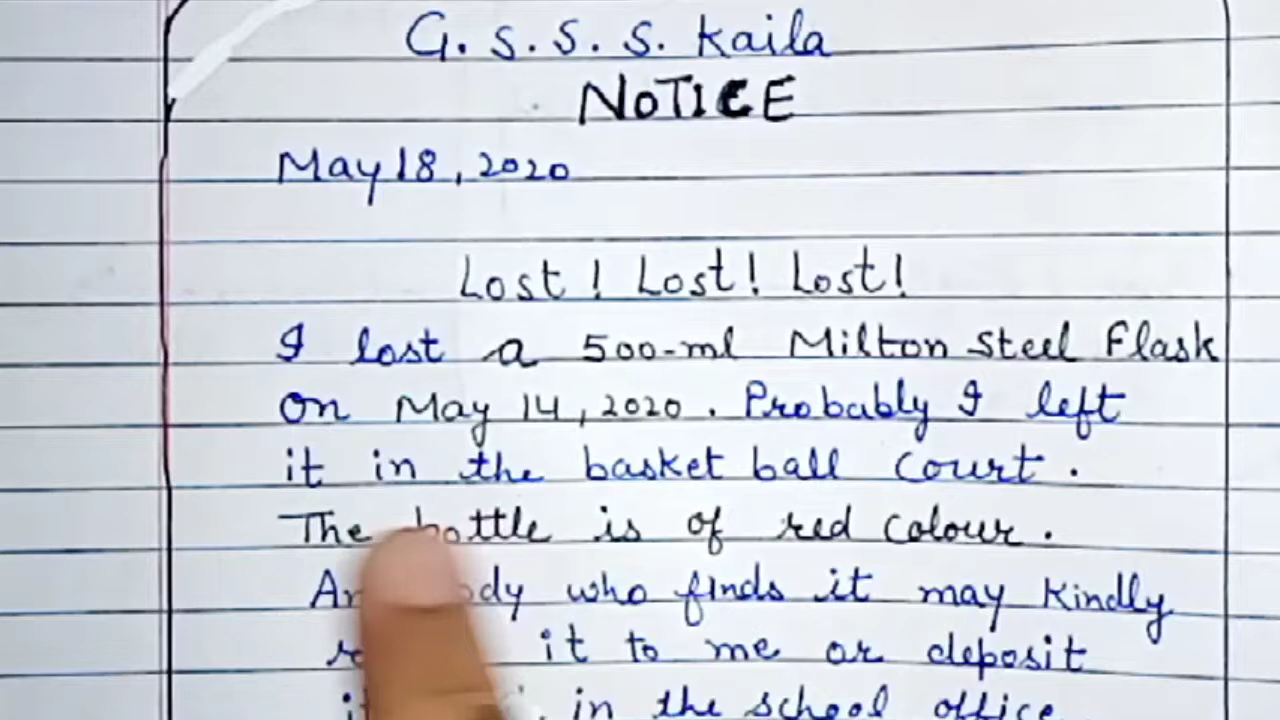 G. S. S. S. Kaila
NOTICE
May 18, 2020
Lost ! Lost ! Lost !
I lost a 500-ml Milton Steel Flask
on May 14, 2020. Probably I left
it in the basket ball court.
The bottle is of red colour.
who finds it may kindly
it to me or deposit
in the school office